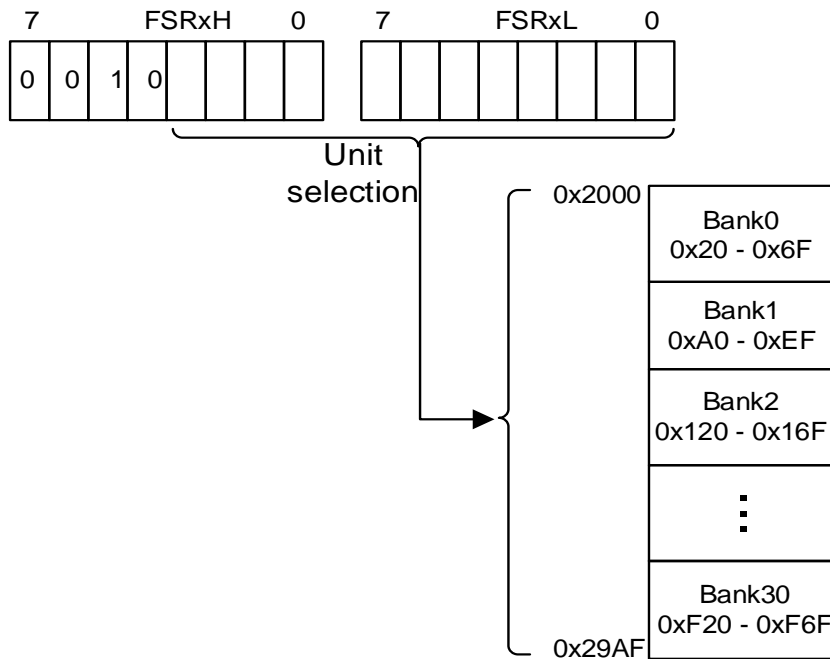 7 FSRxH 0 7 FSRxL 0
0 0 1 0
Unit
selection
0x2000
Bank0
0x20 - 0x6F
Bank1
0xA0 - 0xEF
Bank2
0x120 - 0x16F
Bank30
0xF20 - 0xF6F
0x29AF